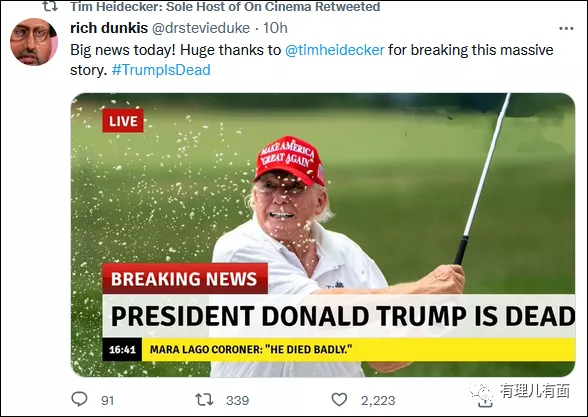 Tim Heidecker: Sole Host of On Cinema Retweeted
rich dunkis @drstevieduke · 10h
Big news today! Huge thanks to @timheidecker for breaking this massive
story. #TrumpIsDead
LIVE
MAKE AMERICA
GREAT AGAIN
BREAKING NEWS
PRESIDENT DONALD TRUMP IS DEAD
16:41 MARA LAGO CORONER: "HE DIED BADLY."
91 339 2,223
有理儿有面